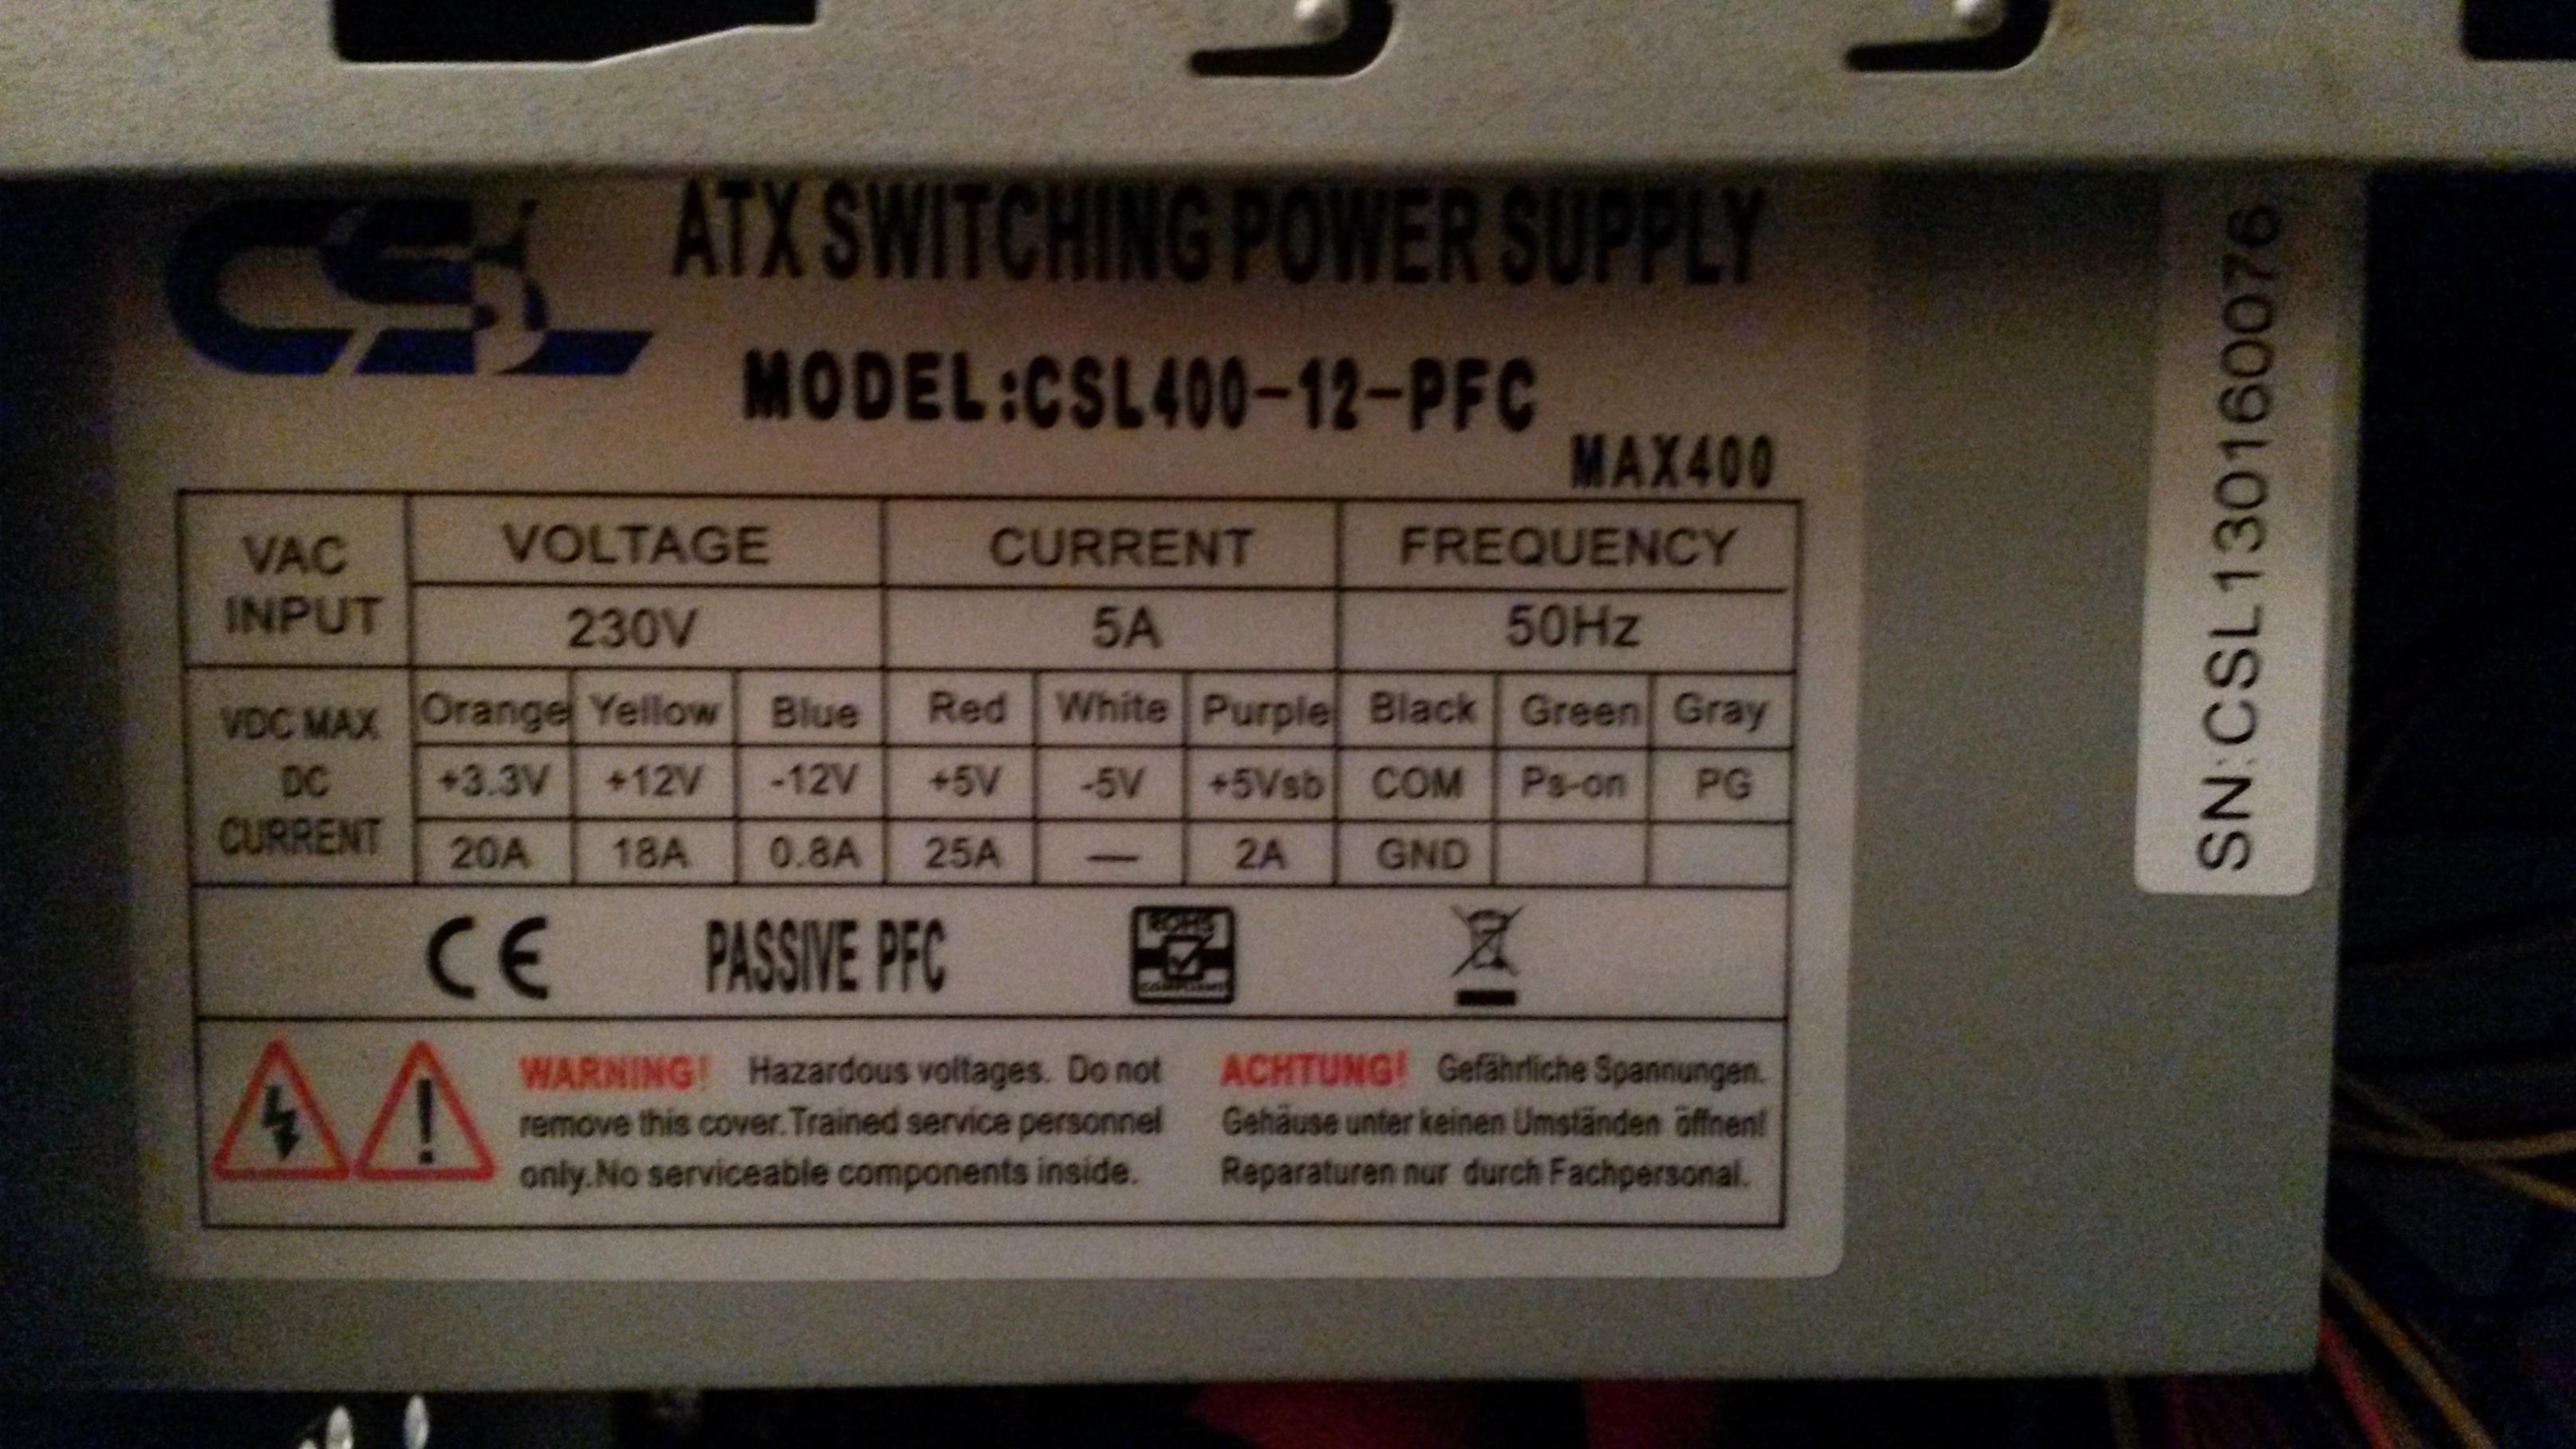 CSL
ATX SWITCHING POWER SUPPLY
MODEL:CSL400-12-PFC
MAX400
VAC INPUT VOLTAGE CURRENT FREQUENCY
230V 5A 50Hz
VDC MAX DC CURRENT Orange Yellow Blue Red White Purple Black Green Gray
+3.3V +12V -12V +5V -5V +5Vsb COM Ps-on PG
20A 18A 0.8A 25A — 2A GND
CE PASSIVE PFC ROHS COMPLIANT
WARNING! Hazardous voltages. Do not
remove this cover.Trained service personnel
only.No serviceable components inside.
ACHTUNG! Gefährliche Spannungen.
Gehäuse unter keinen Umständen öffnen!
Reparaturen nur durch Fachpersonal.
SN:CSL130160076